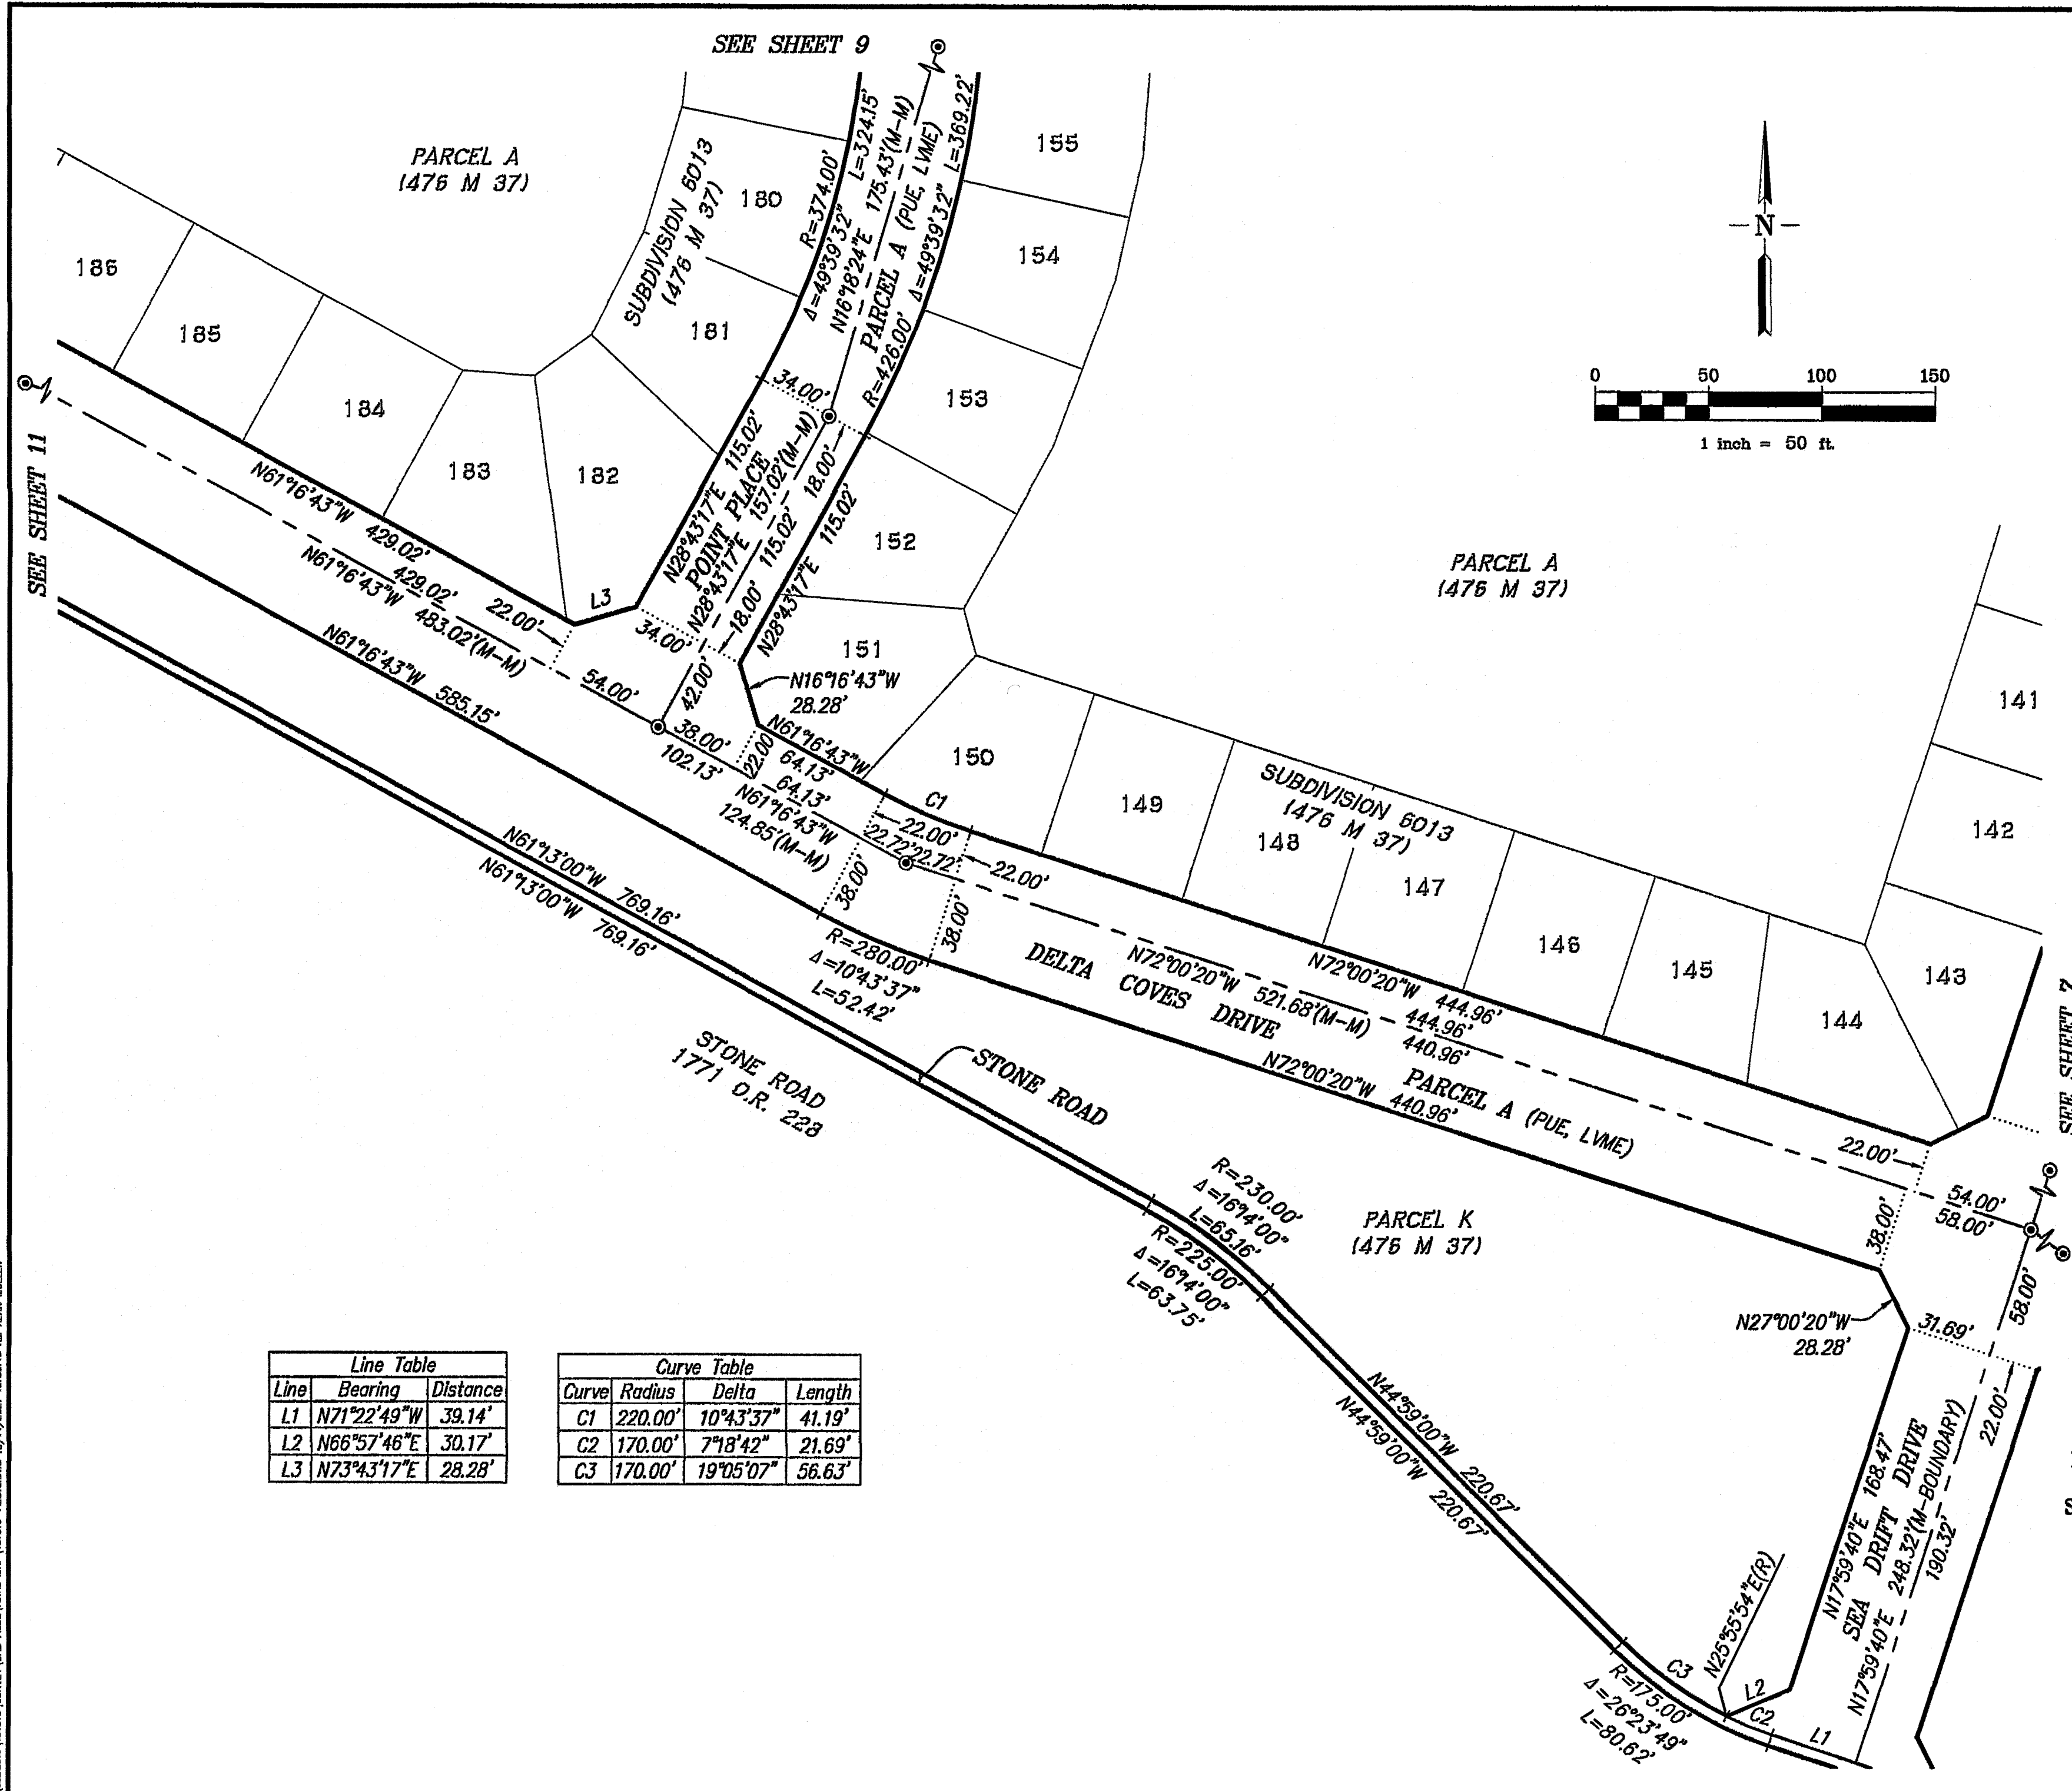 SEE SHEET 9
PARCEL A
(476 M 37)
SUBDIVISION 6013
(476 M 37)
180
181
155
154
153
152
151
R=374.00'
L=324.15'
Δ=49°39'32"
N16°18'24"E 175.43'(M-M)
PARCEL A (PUE, LVME)
R=426.00' Δ=49°39'32" L=369.22'
N
0 50 100 150
1 inch = 50 ft.
186
185
184
183
182
SEE SHEET 11
34.00'
N28°43'17"E 115.02'
POINT PLACE
N28°43'17"E 157.02'(M-M)
18.00' 115.02' 18.00'
N28°43'17"E 115.02'
N61°16'43"W 429.02'
429.02'
N61°16'43"W 483.02'(M-M)
22.00'
L3
34.00'
42.00'
54.00'
N61°16'43"W 585.15'
N16°16'43"W
28.28'
38.00'
102.13'
22.00
N61°16'43"W
64.13'
64.13'
N61°16'43"W
124.85'(M-M)
C1
22.00'
22.72' 22.72'
22.00'
38.00'
38.00'
PARCEL A
(476 M 37)
150
149
148
147
146
145
144
143
142
141
SUBDIVISION 6013
(476 M 37)
N61°13'00"W 769.16'
N61°13'00"W 769.16'
R=280.00'
Δ=10°43'37"
L=52.42'
DELTA COVES DRIVE
N72°00'20"W 521.68'(M-M)
N72°00'20"W 444.96'
444.96'
440.96'
N72°00'20"W 440.96'
PARCEL A (PUE, LVME)
SEE SHEET 7
STONE ROAD
1771 O.R. 228
STONE ROAD
22.00'
38.00'
54.00'
58.00'
58.00'
R=230.00'
Δ=16°14'00"
L=65.16'
R=225.00'
Δ=16°14'00"
L=63.75'
PARCEL K
(476 M 37)
N27°00'20"W
28.28'
31.69'
22.00'
N44°59'00"W 220.67'
N44°59'00"W 220.67'
N17°59'40"E 168.47'
SEA DRIFT DRIVE
N17°59'40"E 248.32'(M-BOUNDARY)
190.32'
N25°55'54"E(R)
C3
L2
C2
L1
R=175.00'
Δ=26°23'49"
L=80.62'
Line Table
Line Bearing Distance
L1 N71°22'49"W 39.14'
L2 N66°57'46"E 30.17'
L3 N73°43'17"E 28.28'
Curve Table
Curve Radius Delta Length
C1 220.00' 10°43'37" 41.19'
C2 170.00' 7°18'42" 21.69'
C3 170.00' 19°05'07" 56.63'
S